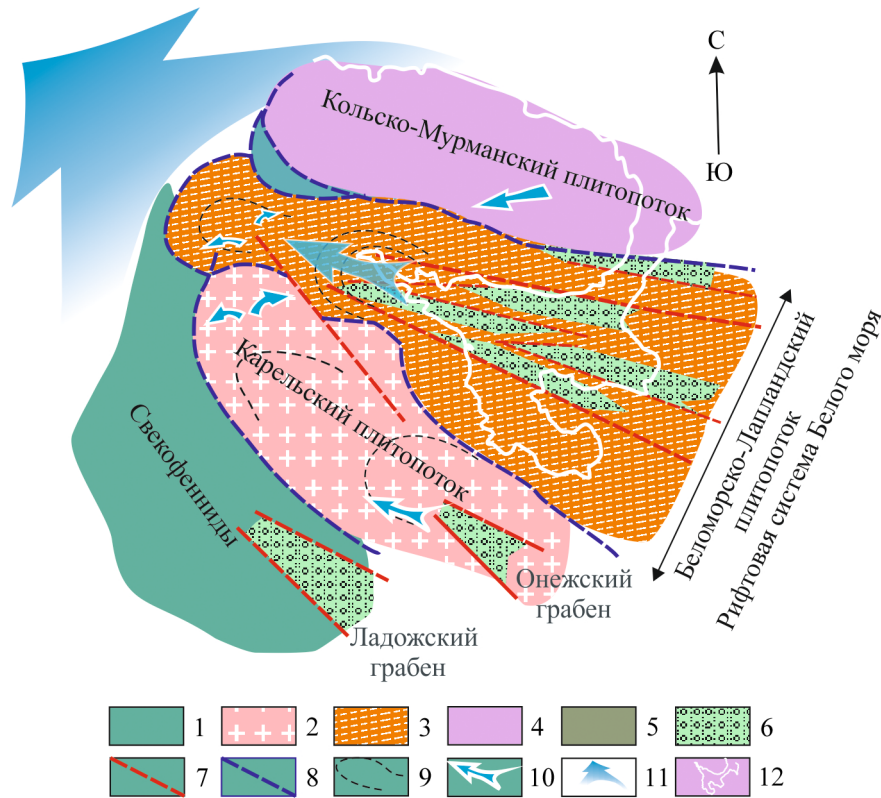 С
Ю
Кольско-Мурманский плитопоток
Карельский плитопоток
Свекофенниды
Беломорско-Лапландский
плитопоток
Рифтовая система Белого моря
Онежский
грабен
Ладожский
грабен
1 2 3 4 5 6
7 8 9 10 11 12